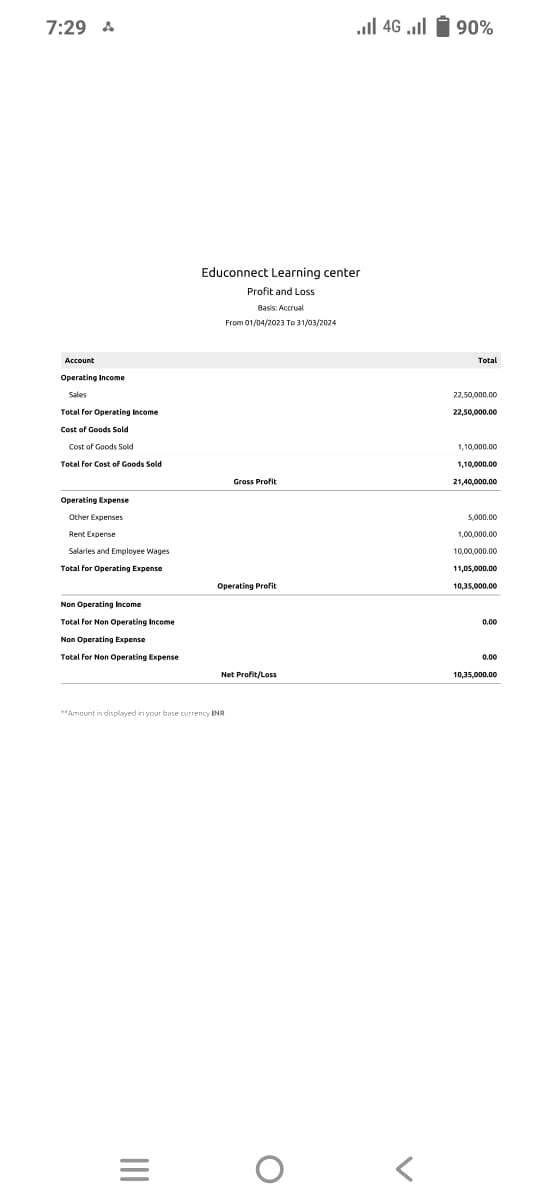 7:29 4G 90%
Educonnect Learning center
Profit and Loss
Basis: Accrual
From 01/04/2023 To 31/03/2024
Account Total
Operating Income
Sales 22,50,000.00
Total for Operating Income 22,50,000.00
Cost of Goods Sold
Cost of Goods Sold 1,10,000.00
Total for Cost of Goods Sold 1,10,000.00
Gross Profit 21,40,000.00
Operating Expense
Other Expenses 5,000.00
Rent Expense 1,00,000.00
Salaries and Employee Wages 10,00,000.00
Total for Operating Expense 11,05,000.00
Operating Profit 10,35,000.00
Non Operating Income
Total for Non Operating Income 0.00
Non Operating Expense
Total for Non Operating Expense 0.00
Net Profit/Loss 10,35,000.00
**Amount is displayed in your base currency INR